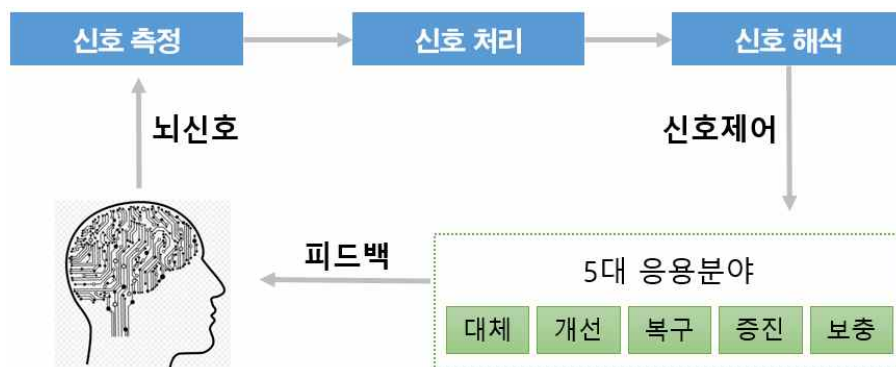 신호 측정
신호 처리
신호 해석
뇌신호
신호제어
피드백
5대 응용분야
대체
개선
복구
증진
보충